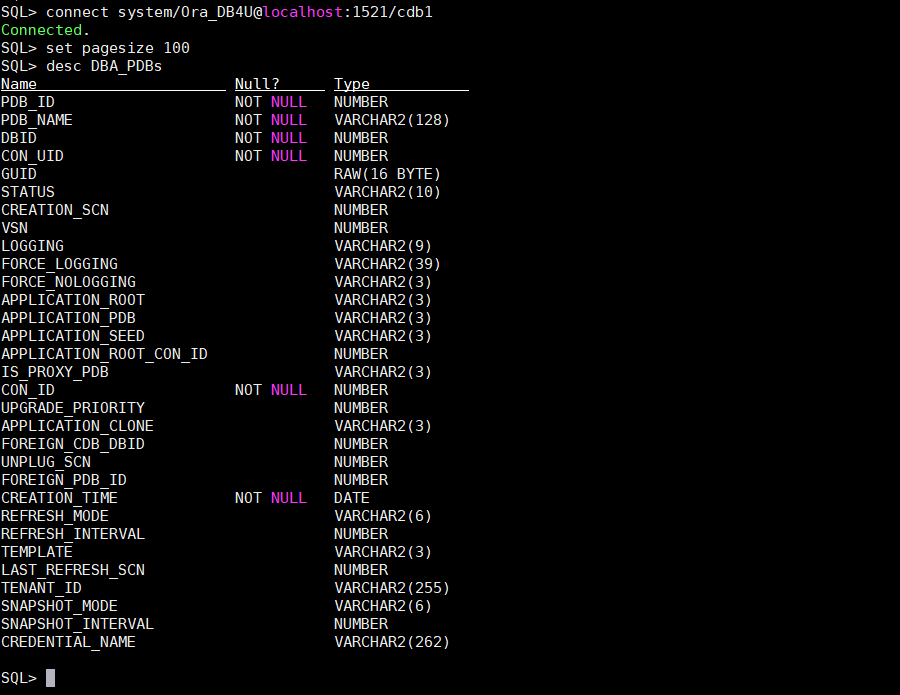 SQL> connect system/Ora_DB4U@localhost:1521/cdb1
Connected.
SQL> set pagesize 100
SQL> desc DBA_PDBs
Name Null? Type
PDB_ID NOT NULL NUMBER
PDB_NAME NOT NULL VARCHAR2(128)
DBID NOT NULL NUMBER
CON_UID NOT NULL NUMBER
GUID RAW(16 BYTE)
STATUS VARCHAR2(10)
CREATION_SCN NUMBER
VSN NUMBER
LOGGING VARCHAR2(9)
FORCE_LOGGING VARCHAR2(39)
FORCE_NOLOGGING VARCHAR2(3)
APPLICATION_ROOT VARCHAR2(3)
APPLICATION_PDB VARCHAR2(3)
APPLICATION_SEED VARCHAR2(3)
APPLICATION_ROOT_CON_ID NUMBER
IS_PROXY_PDB VARCHAR2(3)
CON_ID NOT NULL NUMBER
UPGRADE_PRIORITY NUMBER
APPLICATION_CLONE VARCHAR2(3)
FOREIGN_CDB_DBID NUMBER
UNPLUG_SCN NUMBER
FOREIGN_PDB_ID NUMBER
CREATION_TIME NOT NULL DATE
REFRESH_MODE VARCHAR2(6)
REFRESH_INTERVAL NUMBER
TEMPLATE VARCHAR2(3)
LAST_REFRESH_SCN NUMBER
TENANT_ID VARCHAR2(255)
SNAPSHOT_MODE VARCHAR2(6)
SNAPSHOT_INTERVAL NUMBER
CREDENTIAL_NAME VARCHAR2(262)
SQL>